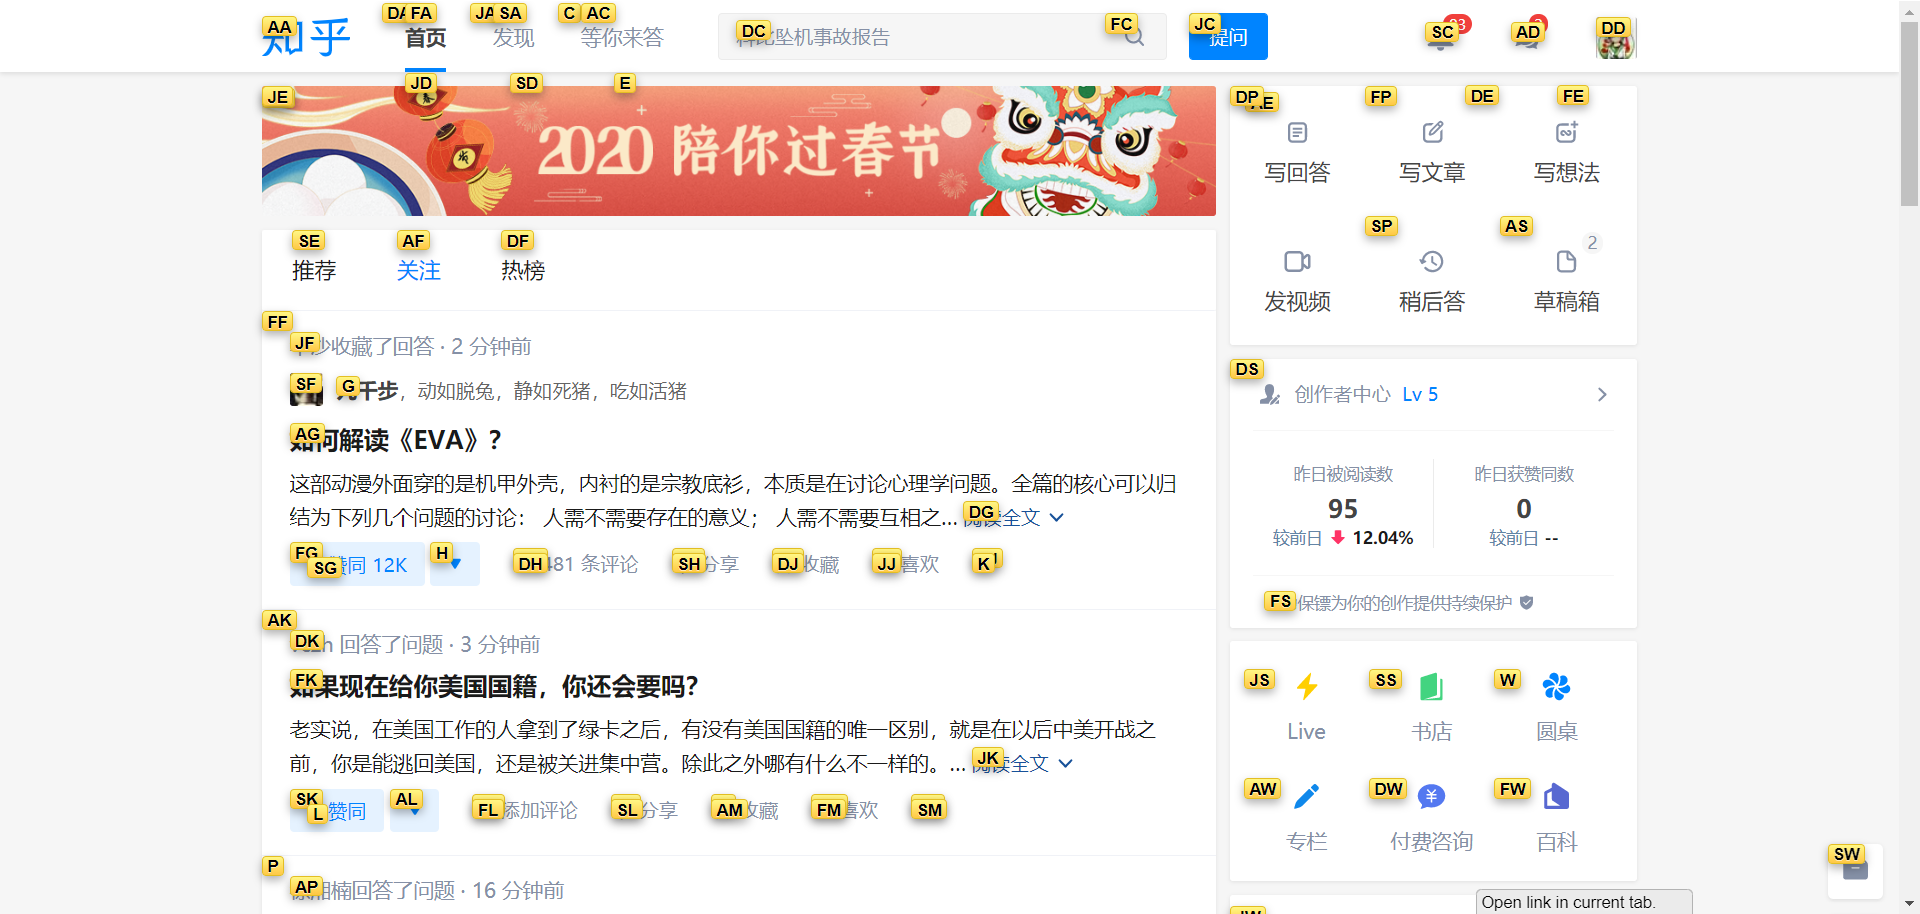 AA 知乎 DA FA 首页 JA SA 发现 C AC 等你来答 DC 科比坠机事故报告 FC JC 提问 SC 93 AD DD
JE JD SD E
2020 陪你过春节
SE AF DF
推荐 关注 热榜
FF
JF 收藏了回答 · 2 分钟前
SF G 千步，动如脱兔，静如死猪，吃如活猪
AG 如何解读《EVA》？
这部动漫外面穿的是机甲外壳，内衬的是宗教底衫，本质是在讨论心理学问题。全篇的核心可以归
结为下列几个问题的讨论： 人需不需要存在的意义； 人需不需要互相之... DG 阅读全文
FG SG 赞同 12K H DH 481 条评论 SH 分享 DJ 收藏 JJ 喜欢 K
AK
DK 回答了问题 · 3 分钟前
FK 如果现在给你美国国籍，你还会要吗？
老实说，在美国工作的人拿到了绿卡之后，有没有美国国籍的唯一区别，就是在以后中美开战之
前，你是能逃回美国，还是被关进集中营。除此之外哪有什么不一样的。... JK 阅读全文
SK L 赞同 AL FL 添加评论 SL 分享 AM 收藏 FM 喜欢 SM
P
AP 湘楠回答了问题 · 16 分钟前
DP AE FP DE FE
写回答 写文章 写想法
SP AS 2
发视频 稍后答 草稿箱
DS
创作者中心 Lv 5
昨日被阅读数 昨日获赞同数
95 0
较前日 12.04% 较前日 --
FS 保镖为你的创作提供持续保护
JS SS W
Live 书店 圆桌
AW DW FW
专栏 付费咨询 百科
SW
Open link in current tab.